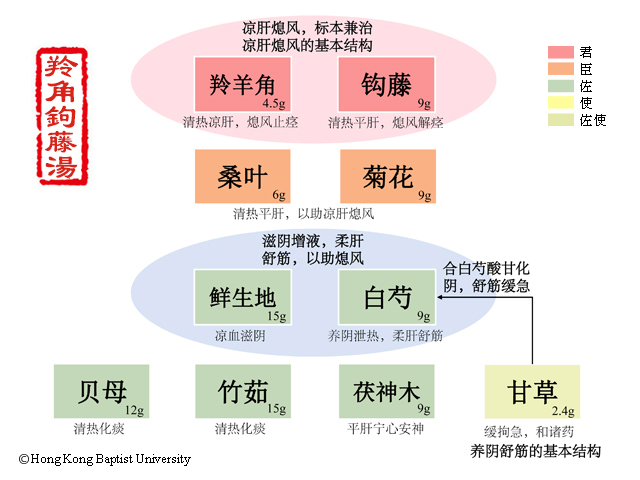 羚角鉤藤湯
凉肝熄风，标本兼治
凉肝熄风的基本结构
君
臣
佐
使
佐使
羚羊角
4.5g
清热凉肝，熄风止痉
钩藤
9g
清热平肝，熄风解痉
桑叶
6g
菊花
9g
清热平肝，以助凉肝熄风
滋阴增液，柔肝
舒筋，以助熄风
鲜生地
15g
凉血滋阴
白芍
9g
养阴泄热，柔肝舒筋
合白芍酸甘化
阴，舒筋缓急
贝母
12g
清热化痰
竹茹
15g
清热化痰
茯神木
9g
平肝宁心安神
甘草
2.4g
缓拘急，和诸药
养阴舒筋的基本结构
©Hong Kong Baptist University